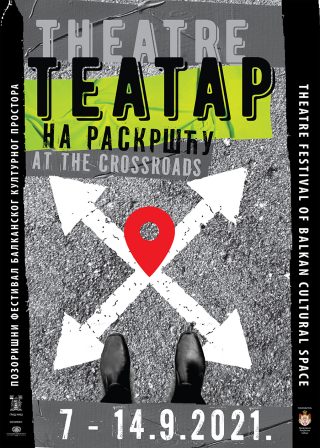 THEATRE
ТЕАТАР
НА РАСКРШЋУ
AT THE CROSSROADS
ПОЗОРИШНИ ФЕСТИВАЛ БАЛКАНСКОГ КУЛТУРНОГ ПРОСТОРА
THEATRE FESTIVAL OF BALKAN CULTURAL SPACE
7 - 14.9.2021.